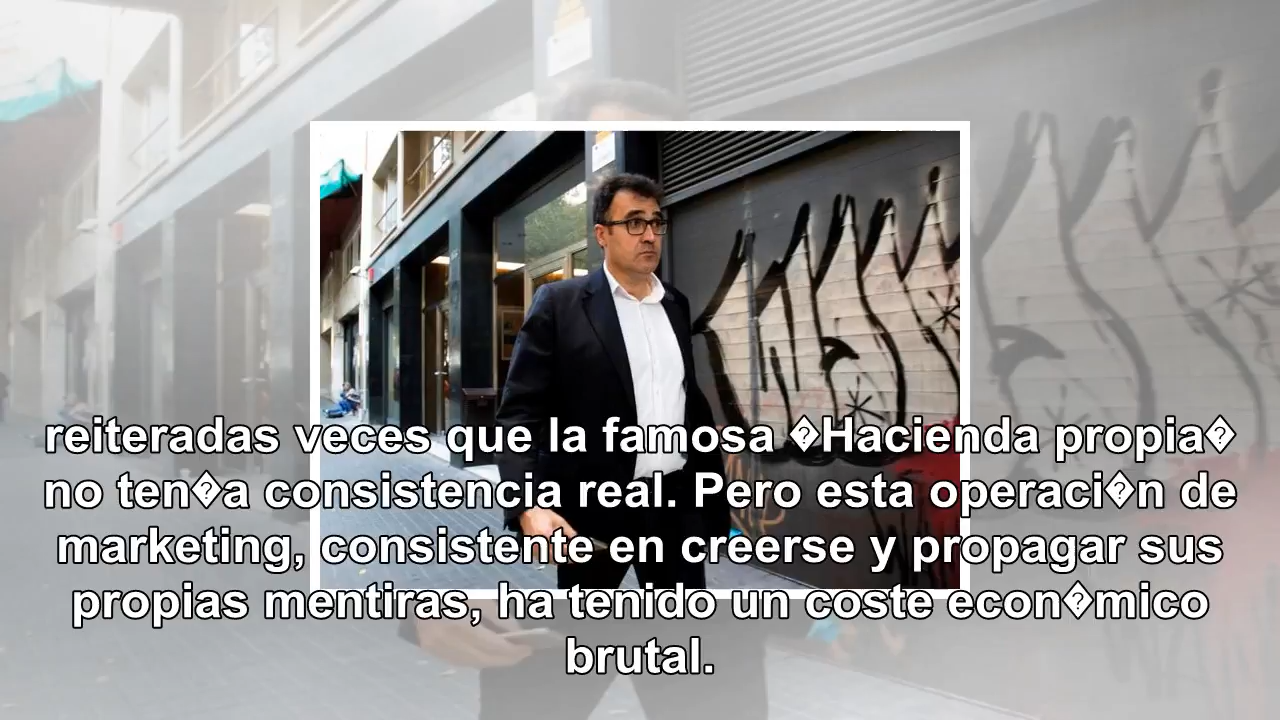 reiteradas veces que la famosa �Hacienda propia�
no ten�a consistencia real. Pero esta operaci�n de
marketing, consistente en creerse y propagar sus
propias mentiras, ha tenido un coste econ�mico
brutal.